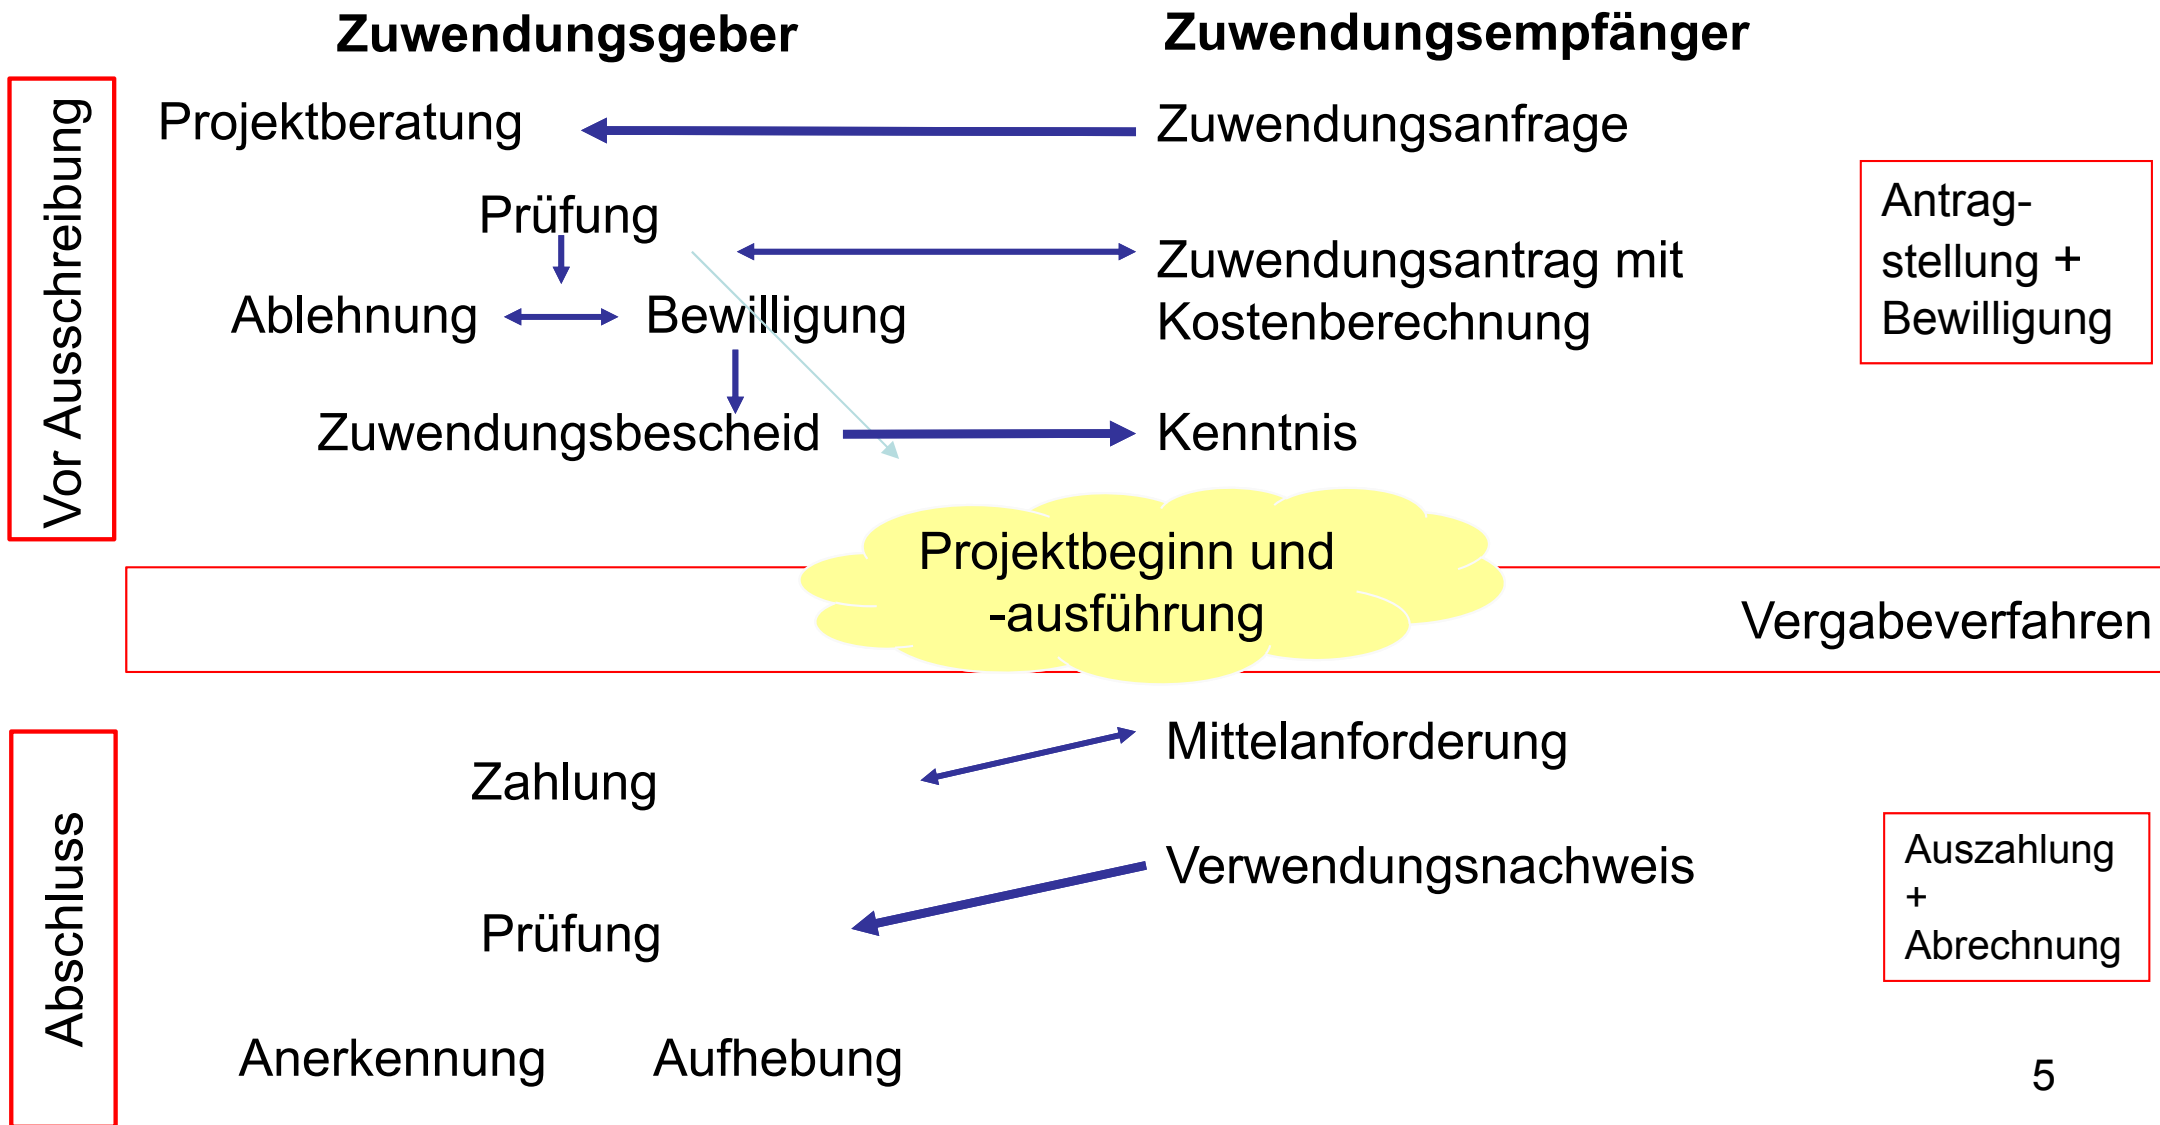 Zuwendungsgeber
Zuwendungsempfänger
Vor Ausschreibung
Projektberatung
Zuwendungsanfrage
Prüfung
Zuwendungsantrag mit
Kostenberechnung
Antrag-
stellung +
Bewilligung
Ablehnung
Bewilligung
Zuwendungsbescheid
Kenntnis
Projektbeginn und
-ausführung
Vergabeverfahren
Abschluss
Mittelanforderung
Zahlung
Verwendungsnachweis
Auszahlung
+
Abrechnung
Prüfung
Anerkennung
Aufhebung
5